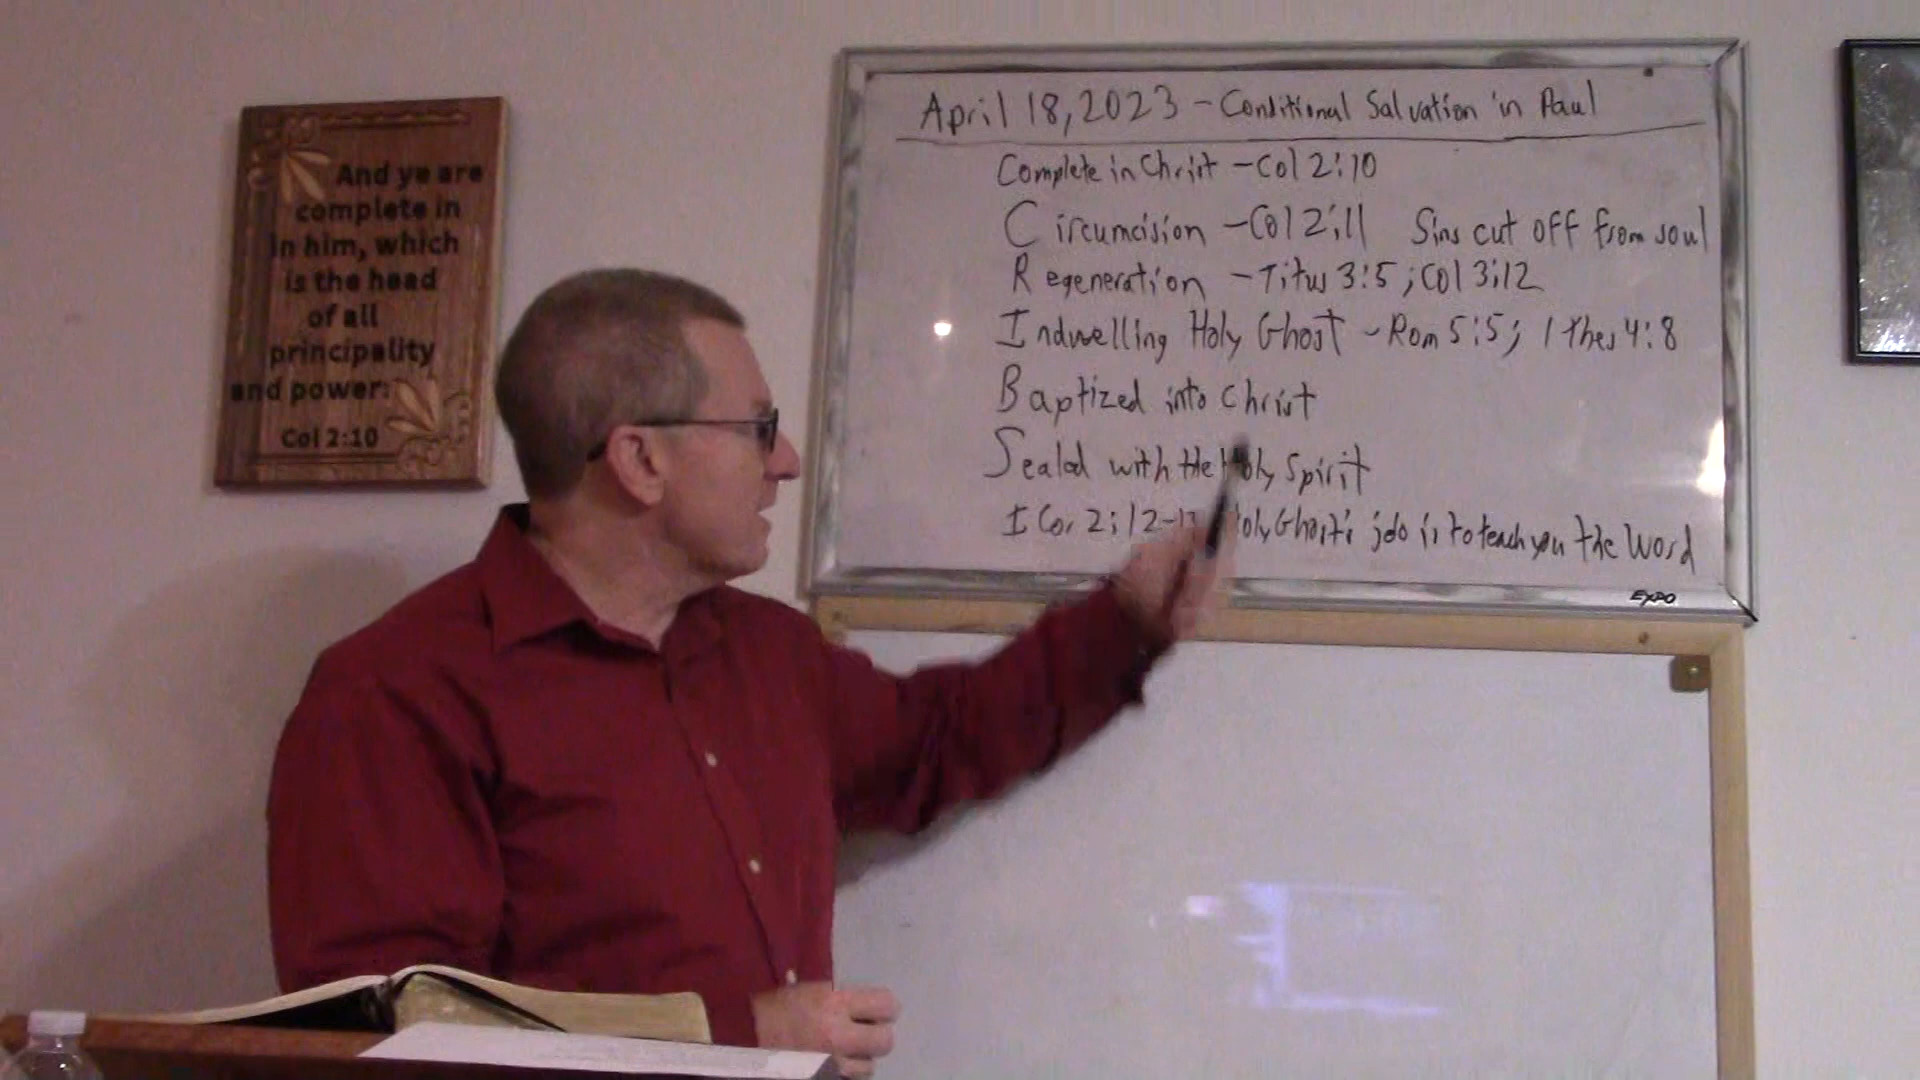 And ye are
complete in
in him, which
is the head
of all
principality
and power:
Col 2:10
April 18, 2023 - Conditional Salvation in Paul
Complete in Christ - Col 2:10
Circumcision - Col 2:11 Sins cut off from soul
Regeneration - Titus 3:5; Col 3:12
Indwelling Holy Ghost - Rom 5:5; 1 Thes 4:8
Baptized into Christ
Sealed with the Holy Spirit
I Cor Holy Ghost's job is to teach you the Word
EXPO